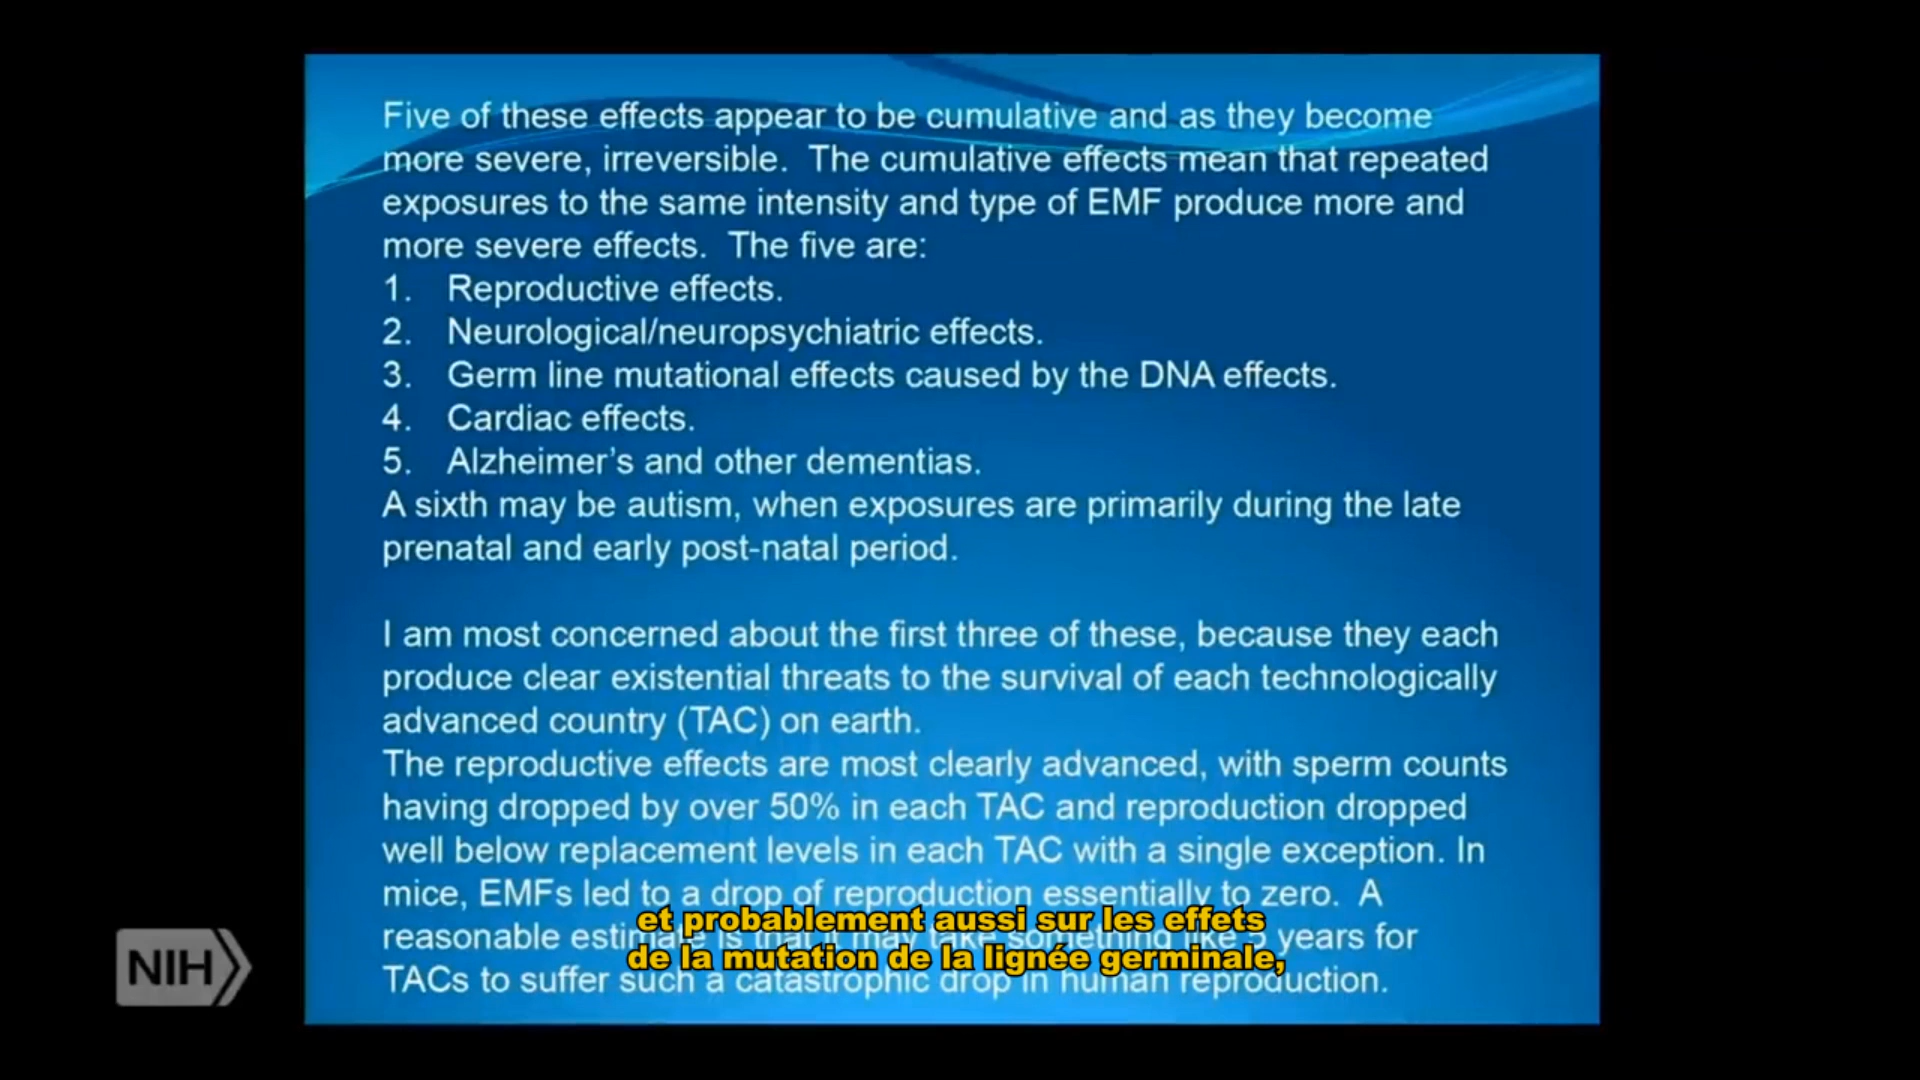 Five of these effects appear to be cumulative and as they become
more severe, irreversible. The cumulative effects mean that repeated
exposures to the same intensity and type of EMF produce more and
more severe effects. The five are:
1. Reproductive effects.
2. Neurological/neuropsychiatric effects.
3. Germ line mutational effects caused by the DNA effects.
4. Cardiac effects.
5. Alzheimer's and other dementias.
A sixth may be autism, when exposures are primarily during the late
prenatal and early post-natal period.
I am most concerned about the first three of these, because they each
produce clear existential threats to the survival of each technologically
advanced country (TAC) on earth.
The reproductive effects are most clearly advanced, with sperm counts
having dropped by over 50% in each TAC and reproduction dropped
well below replacement levels in each TAC with a single exception. In
mice, EMFs led to a drop of reproduction essentially to zero. A
reasonable estimate is that it may take something like 5 years for
TACs to suffer such a catastrophic drop in human reproduction.
et probablement aussi sur les effets
de la mutation de la lignée germinale,
NIH